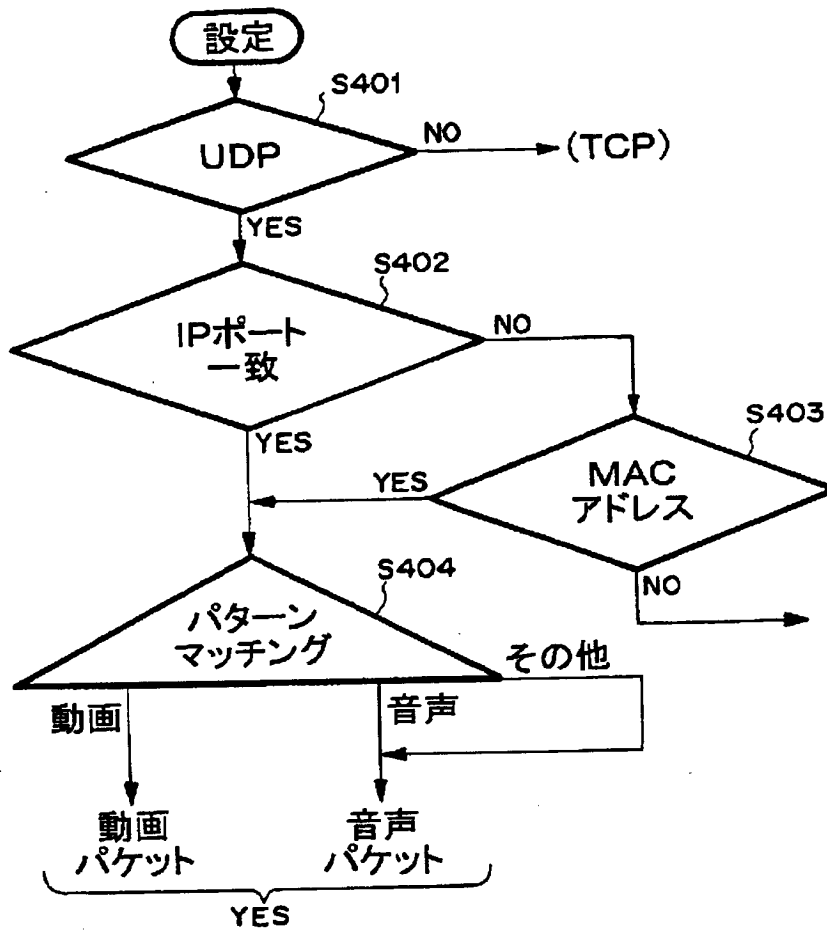 設定
S401
UDP
NO
(TCP)
YES
S402
IPポート
一致
NO
YES
S403
MAC
アドレス
YES
NO
S404
パターン
マッチング
その他
動画
音声
動画
パケット
音声
パケット
YES